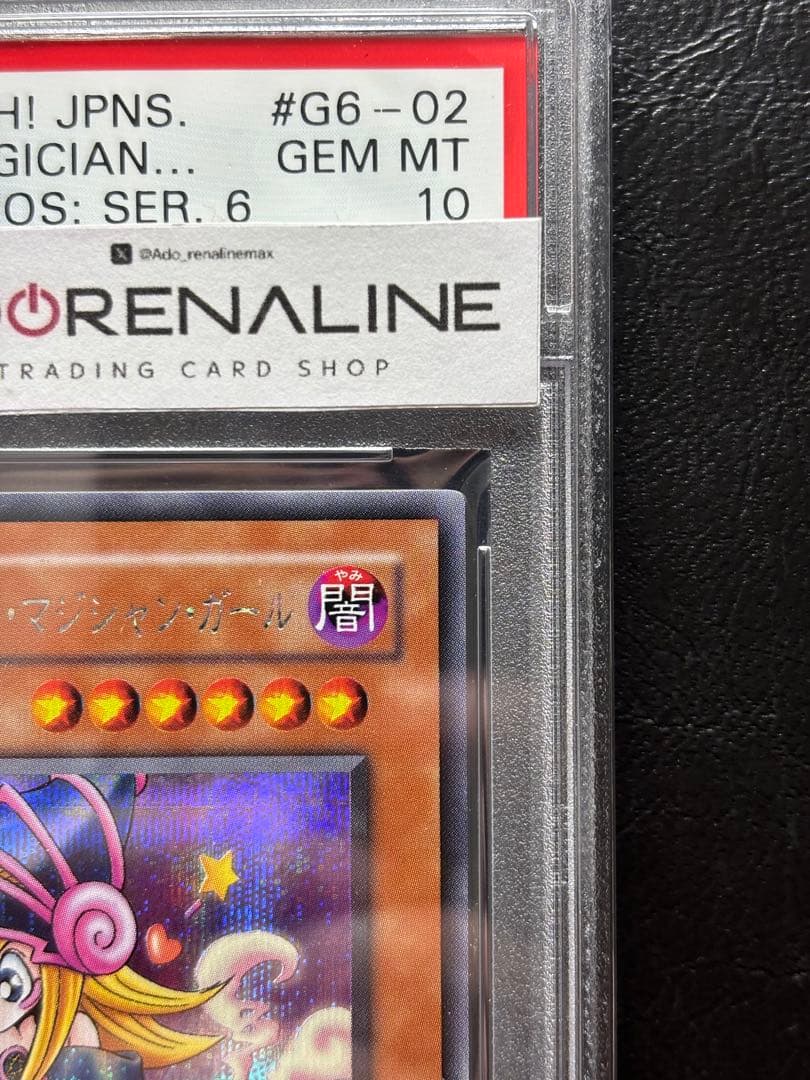 H! JPNS. #G6-02
GICIAN... GEM MT
OS: SER. 6 10
@Ado_renalinemax
ORENALINE
TRADING CARD SHOP
・マジシャン・ガール
やみ
闇